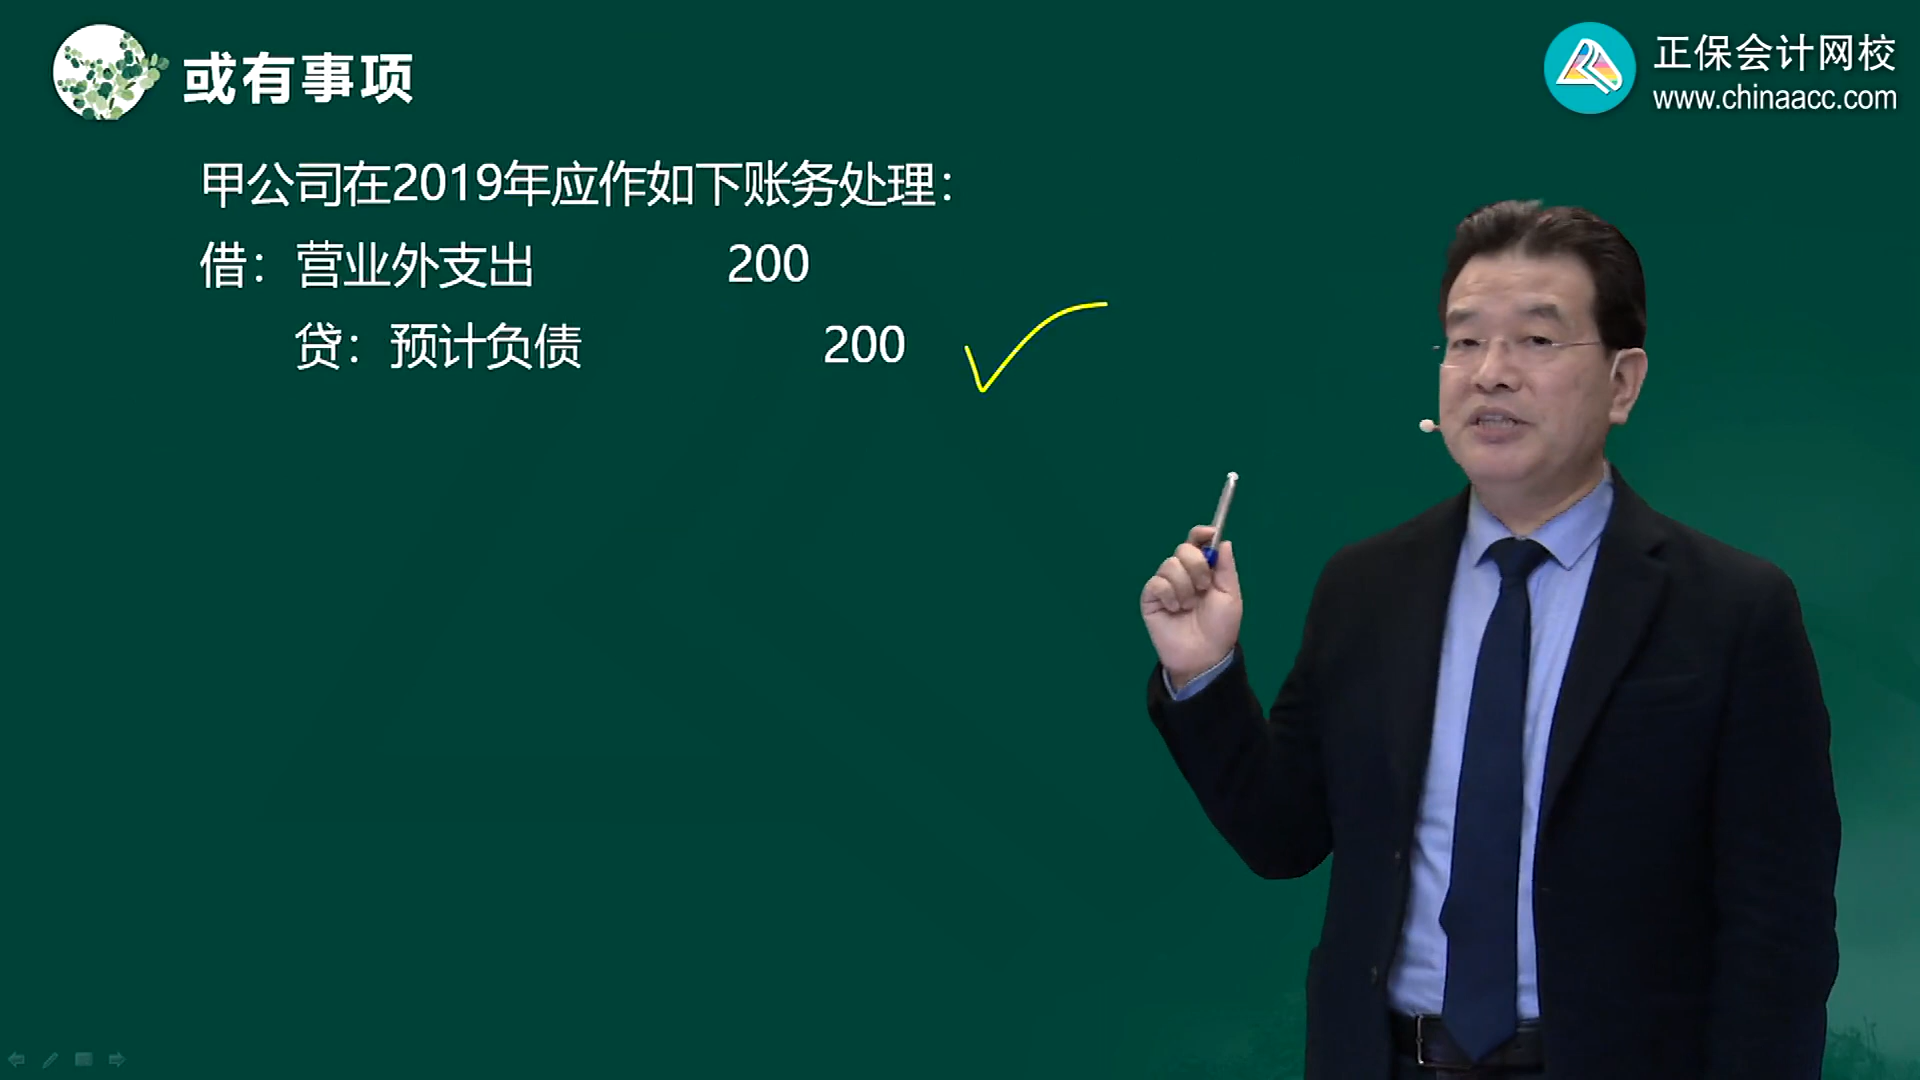 或有事项
正保会计网校
www.chinaacc.com
甲公司在2019年应作如下账务处理：
借：营业外支出 200
贷：预计负债 200